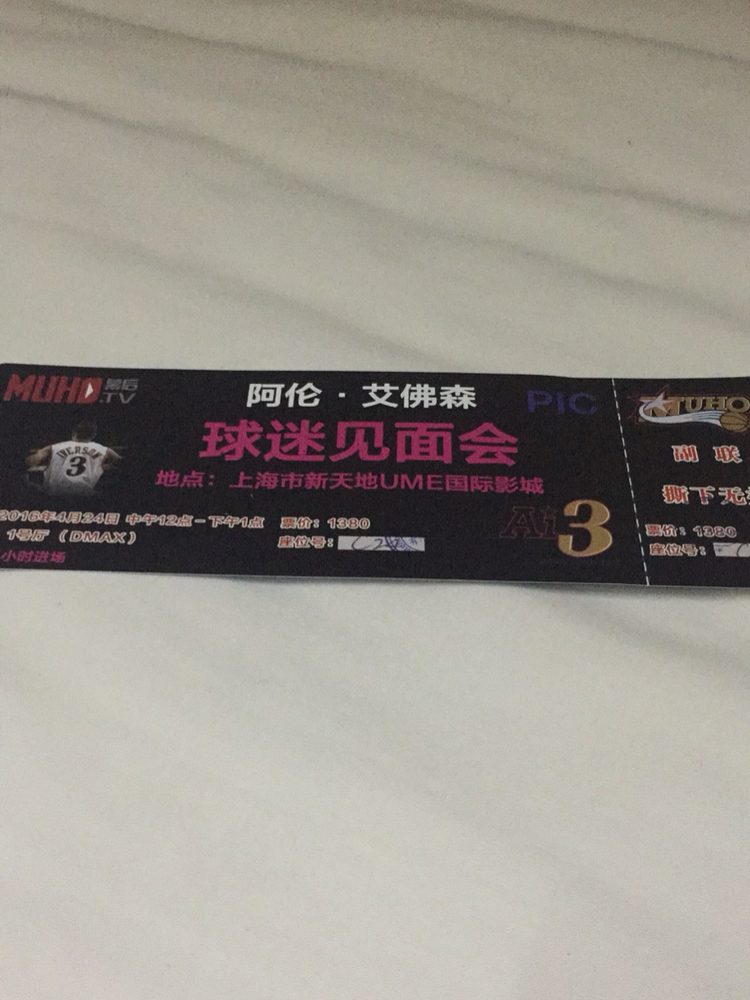 MUHD 幕后.TV
阿伦·艾佛森
PIC
球迷见面会
地点：上海市新天地UME国际影城
IVERSON
3
2016年4月24日 中午12点－下午1点 票价：1380
1号厅（DMAX） 座位号：
小时进场
Ai3
MUHD
副 联
撕下无
票价：1380
座位号：